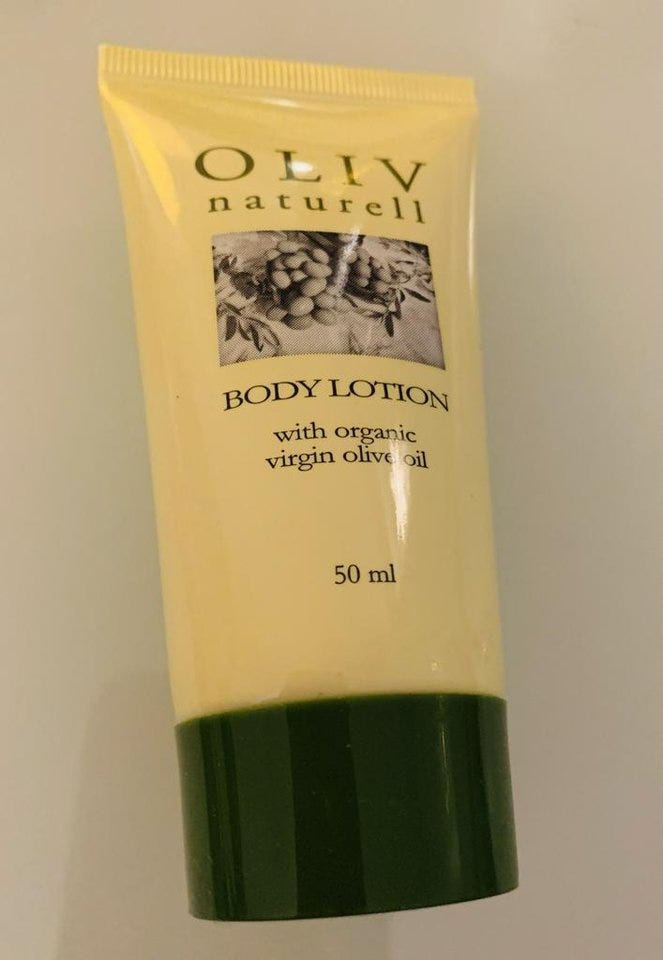 OLIV
naturell
BODY LOTION
with organic
virgin olive oil
50 ml